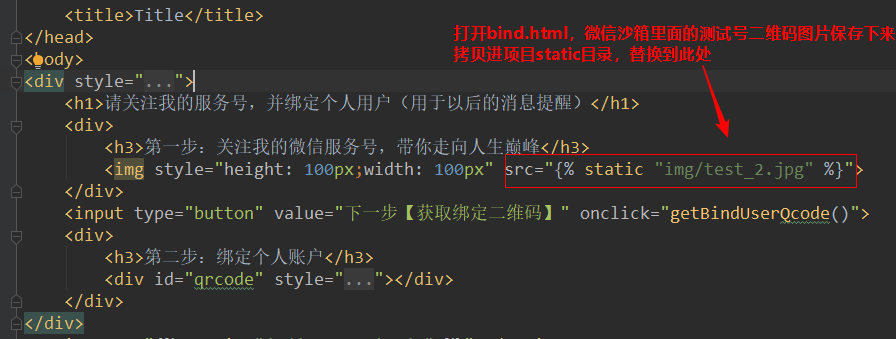 <title>Title</title>
打开bind.html，微信沙箱里面的测试号二维码图片保存下来
拷贝进项目static目录，替换到此处
</head>
<body>
<div style="...">
<h1>请关注我的服务号，并绑定个人用户（用于以后的消息提醒）</h1>
<div>
<h3>第一步：关注我的微信服务号，带你走向人生巅峰</h3>
<img style="height: 100px;width: 100px" src="{% static "img/test_2.jpg" %}">
</div>
<input type="button" value="下一步【获取绑定二维码】" onclick="getBindUserQcode()">
<div>
<h3>第二步：绑定个人账户</h3>
<div id="qrcode" style="..."></div>
</div>
</div>